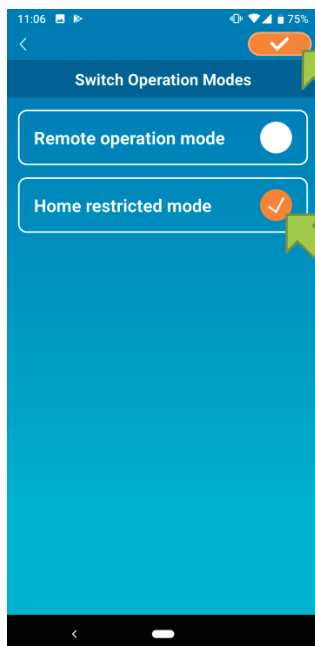 11:06 75%
Switch Operation Modes
Remote operation mode
Home restricted mode